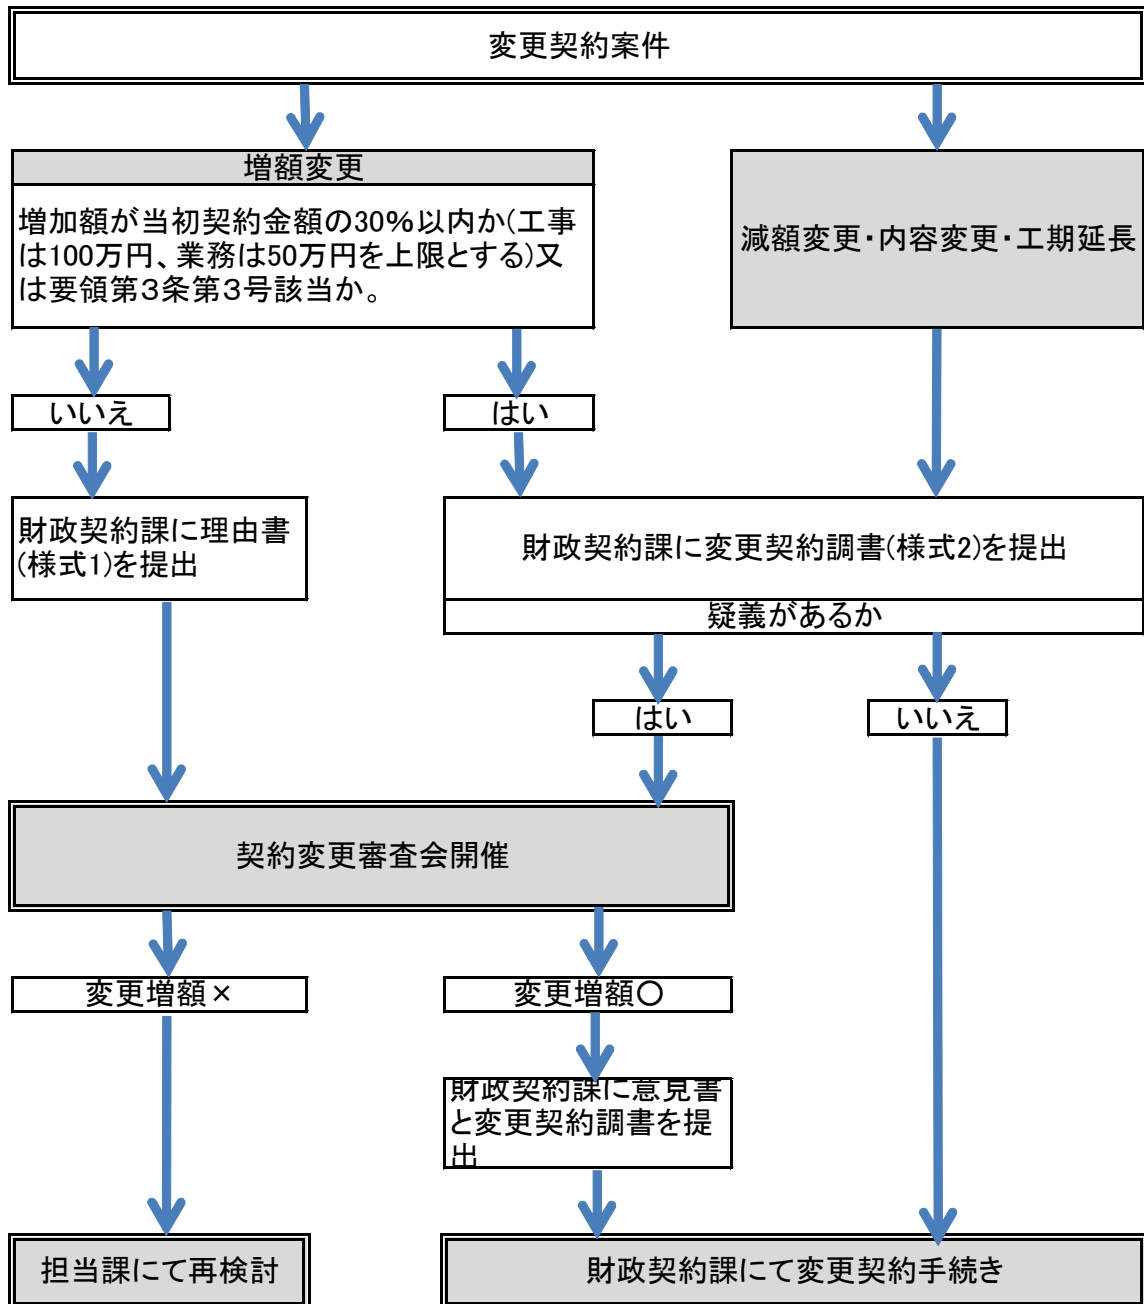 変更契約案件
増額変更
増加額が当初契約金額の30%以内か(工事
は100万円、業務は50万円を上限とする)又
は要領第3条第3号該当か。
減額変更・内容変更・工期延長
いいえ
はい
財政契約課に理由書
(様式1)を提出
財政契約課に変更契約調書(様式2)を提出
疑義があるか
はい
いいえ
契約変更審査会開催
変更増額×
変更増額○
財政契約課に意見書
と変更契約調書を提
出
担当課にて再検討
財政契約課にて変更契約手続き